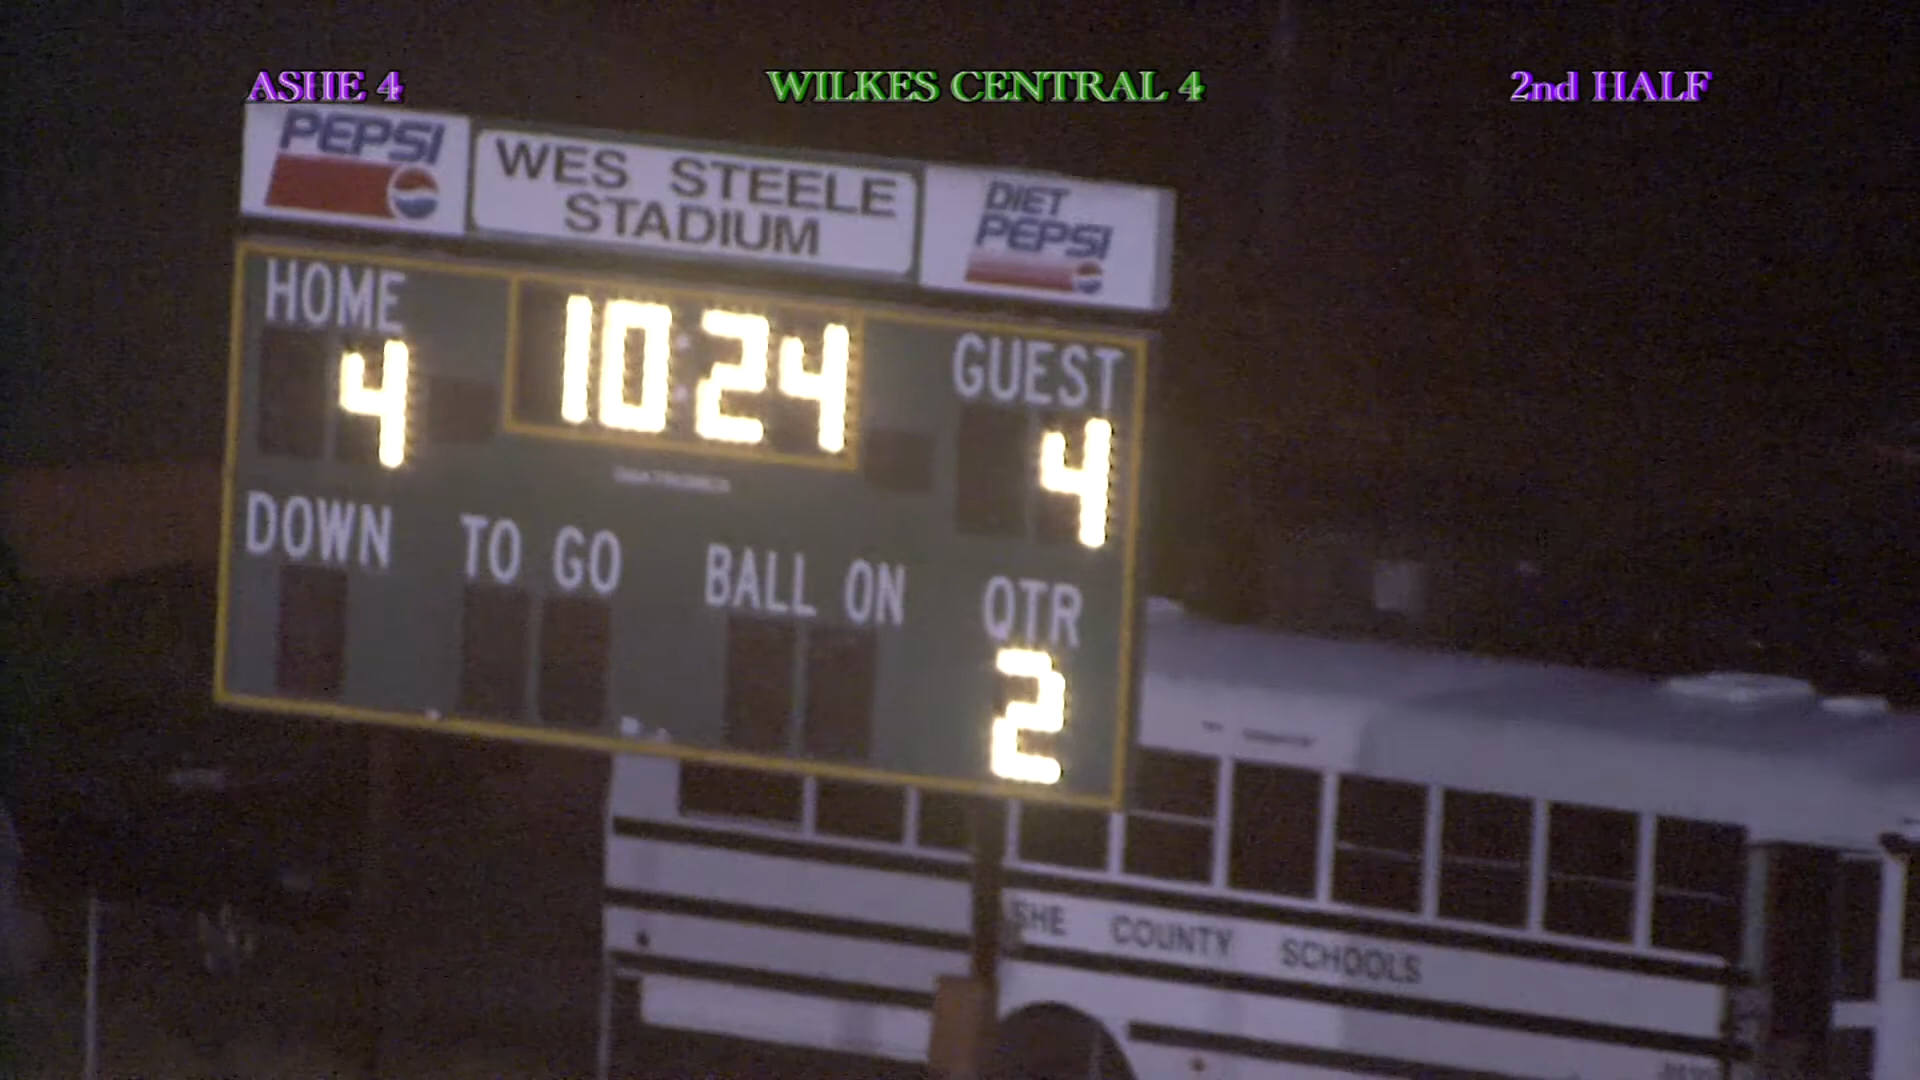 ASHE 4 WILKES CENTRAL 4 2nd HALF
PEPSI
WES STEELE
STADIUM
DIET
PEPSI
HOME
10:24
GUEST
4
4
DOWN TO GO BALL ON QTR
2
SHE COUNTY SCHOOLS